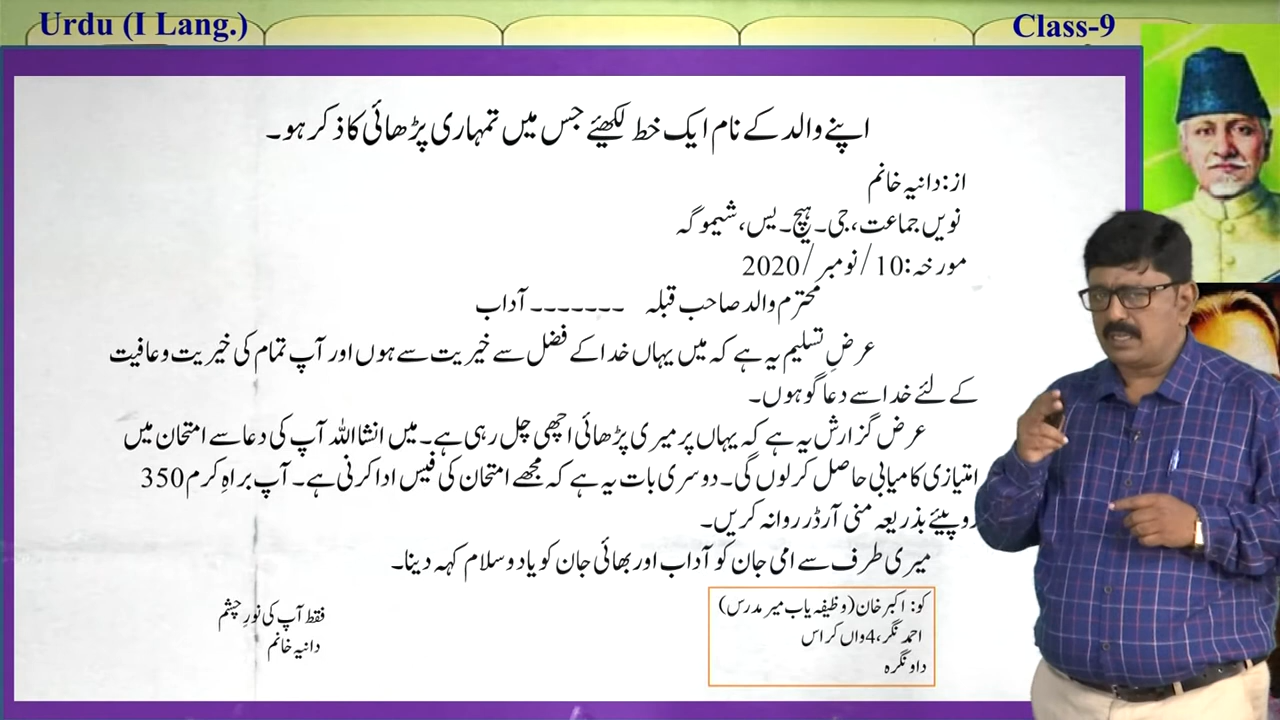 Urdu (I Lang.)
Class-9
اپنے والد کے نام ایک خط لکھئے جس میں تمہاری پڑھائی کا ذکر ہو۔
از:دانیہ خانم
نویں جماعت، جی۔ ہیچ۔ یس، شیموگہ
مورخہ:10/نومبر/2020
محترم والد صاحب قبلہ ۔۔۔۔۔۔۔ آداب
عرضِ تسلیم یہ ہے کہ میں یہاں خدا کے فضل سے خیریت سے ہوں اور آپ تمام کی خیریت و عافیت
کے لئے خدا سے دعا گو ہوں۔
عرض گزارش یہ ہے کہ یہاں پر میری پڑھائی اچھی چل رہی ہے۔ میں انشااللہ آپ کی دعا سے امتحان میں
امتیازی کامیابی حاصل کر لوں گی۔ دوسری بات یہ ہے کہ مجھے امتحان کی فیس ادا کرنی ہے۔ آپ براہِ کرم 350
روپیئے بذریعہ منی آرڈر روانہ کریں۔
میری طرف سے امی جان کو آداب اور بھائی جان کو یاد و سلام کہہ دینا۔
فقط آپ کی نورِ چشم
دانیہ خانم
کو: اکبر خان (وظیفہ یاب میر مدرس)
احمد نگر، 4واں کراس
داونگرہ